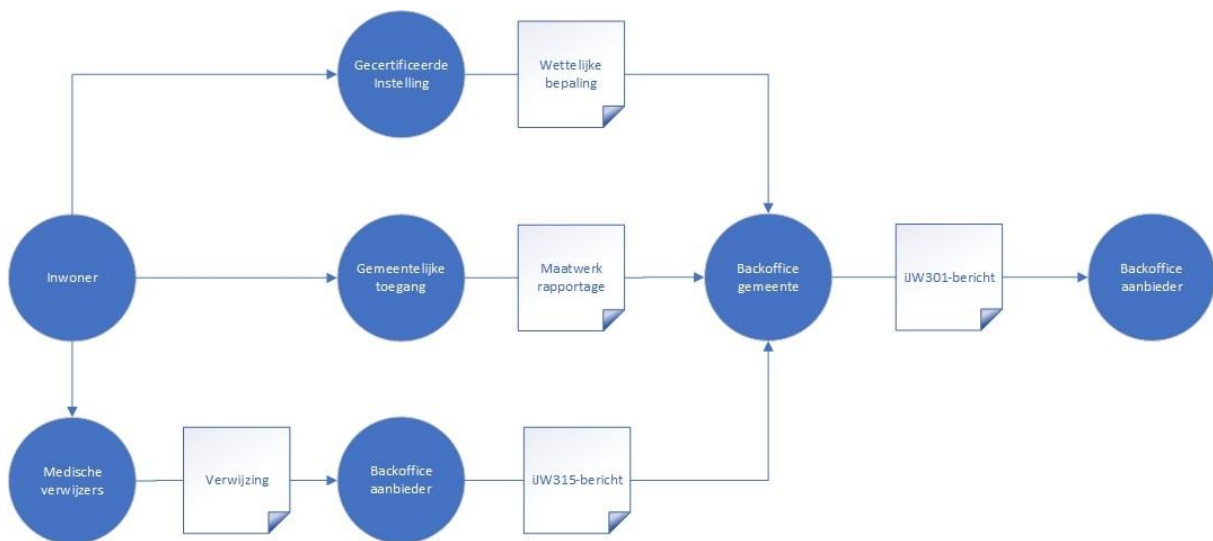 Gecertificeerde
Instelling
Wettelijke
bepaling
Inwoner
Gemeentelijke
toegang
Maatwerk
rapportage
Backoffice
gemeente
iJW301-bericht
Backoffice
aanbieder
Medische
verwijzers
Verwijzing
Backoffice
aanbieder
iJW315-bericht